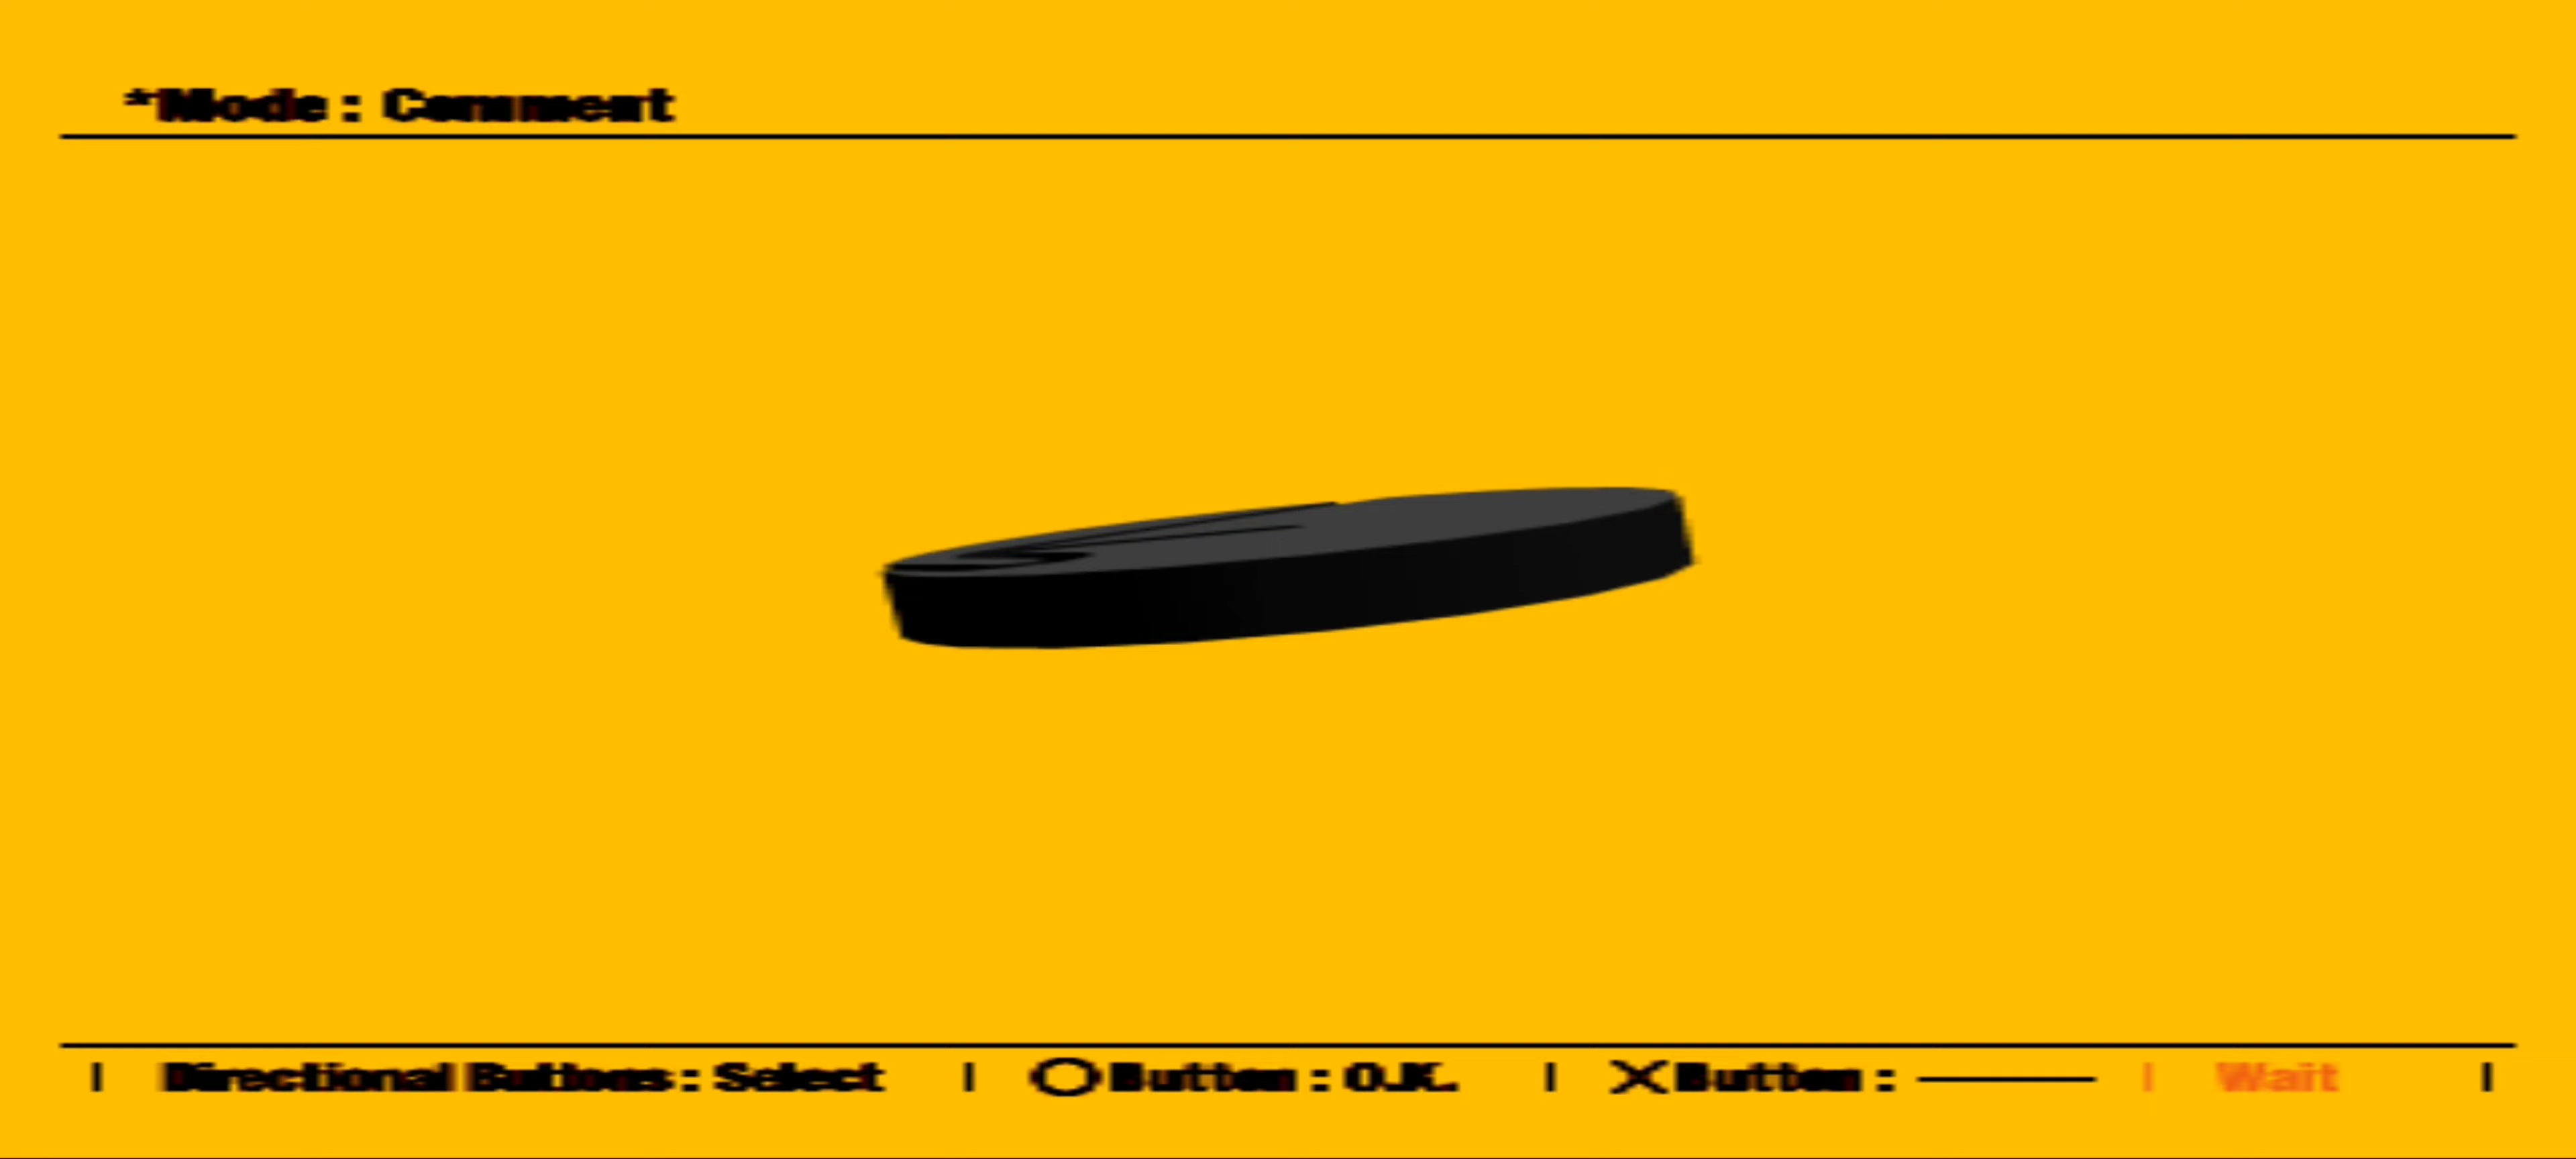 *Mode : Comment
| Directional Buttons : Select | ◯ Button : O.K. | ✕ Button : —— | Wait |